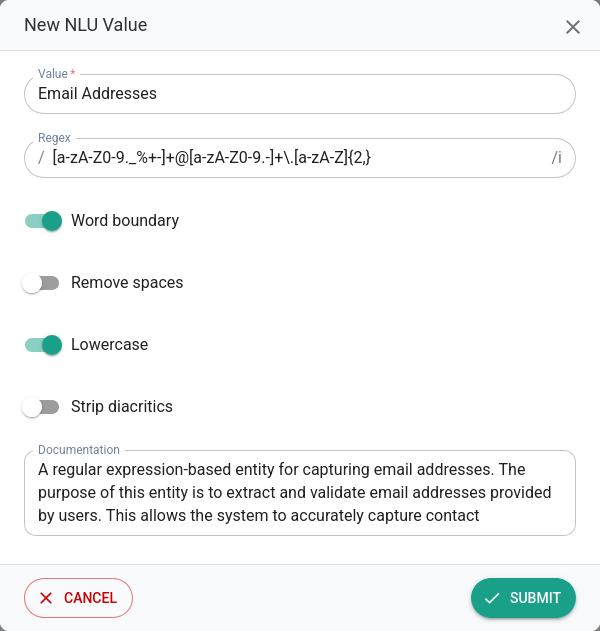 New NLU Value
Value *
Email Addresses
Regex
/ [a-zA-Z0-9._%+-]+@[a-zA-Z0-9.-]+\.[a-zA-Z]{2,} /i
Word boundary
Remove spaces
Lowercase
Strip diacritics
Documentation
A regular expression-based entity for capturing email addresses. The
purpose of this entity is to extract and validate email addresses provided
by users. This allows the system to accurately capture contact
CANCEL
SUBMIT